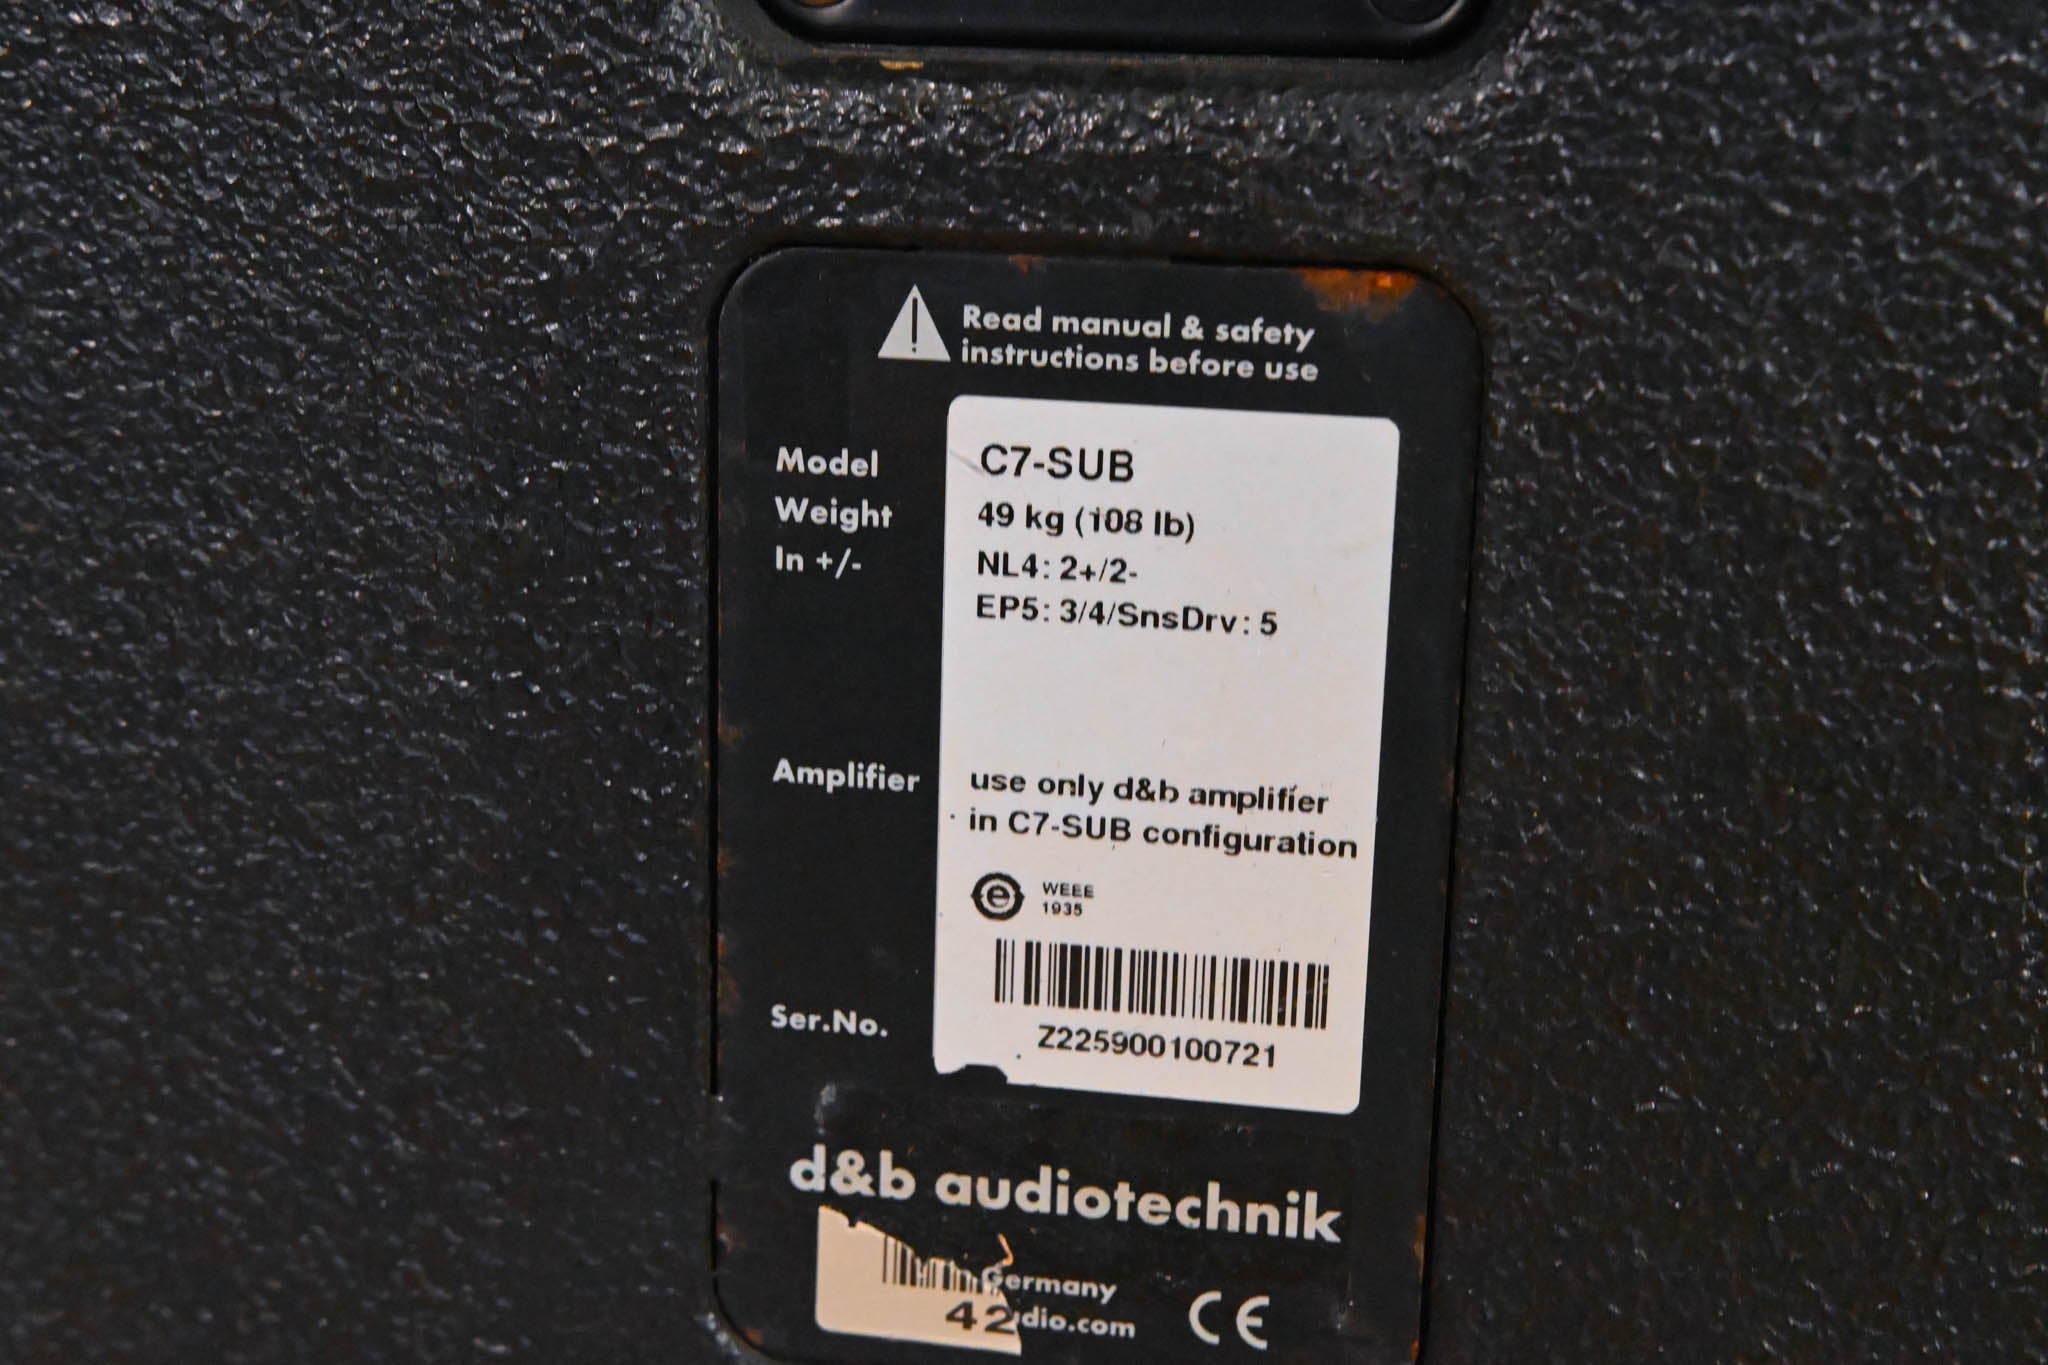 Read manual & safety
instructions before use
Model C7-SUB
Weight 49 kg (108 lb)
In +/- NL4: 2+/2-
EP5: 3/4/SnsDrv: 5
Amplifier use only d&b amplifier
in C7-SUB configuration
e WEEE
1935
Ser.No. Z225900100721
d&b audiotechnik
Germany
42 dio.com CE